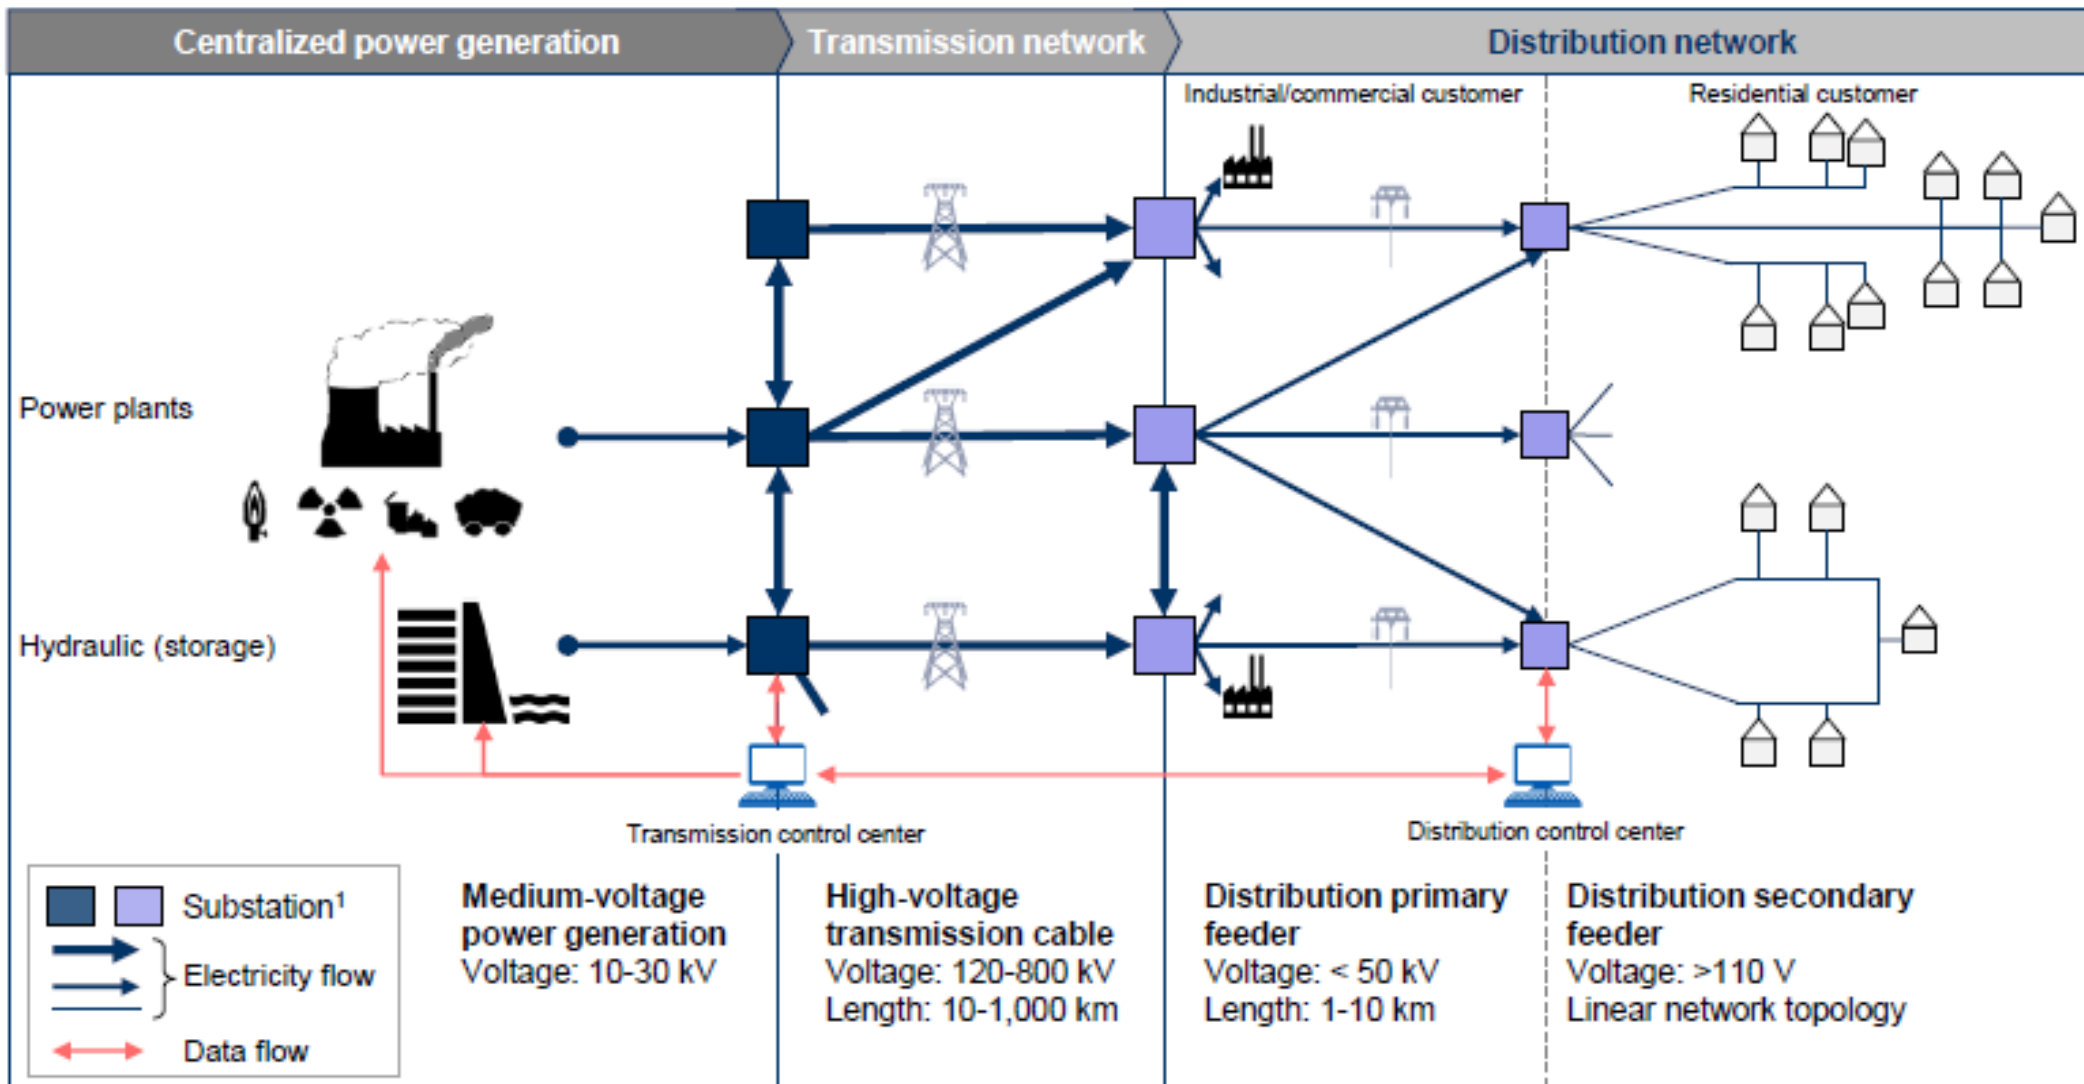 Centralized power generation
Transmission network
Distribution network
Industrial/commercial customer
Residential customer
Power plants
Hydraulic (storage)
Transmission control center
Distribution control center
Substation1
Electricity flow
Data flow
Medium-voltage
power generation
Voltage: 10-30 kV
High-voltage
transmission cable
Voltage: 120-800 kV
Length: 10-1,000 km
Distribution primary
feeder
Voltage: < 50 kV
Length: 1-10 km
Distribution secondary
feeder
Voltage: >110 V
Linear network topology